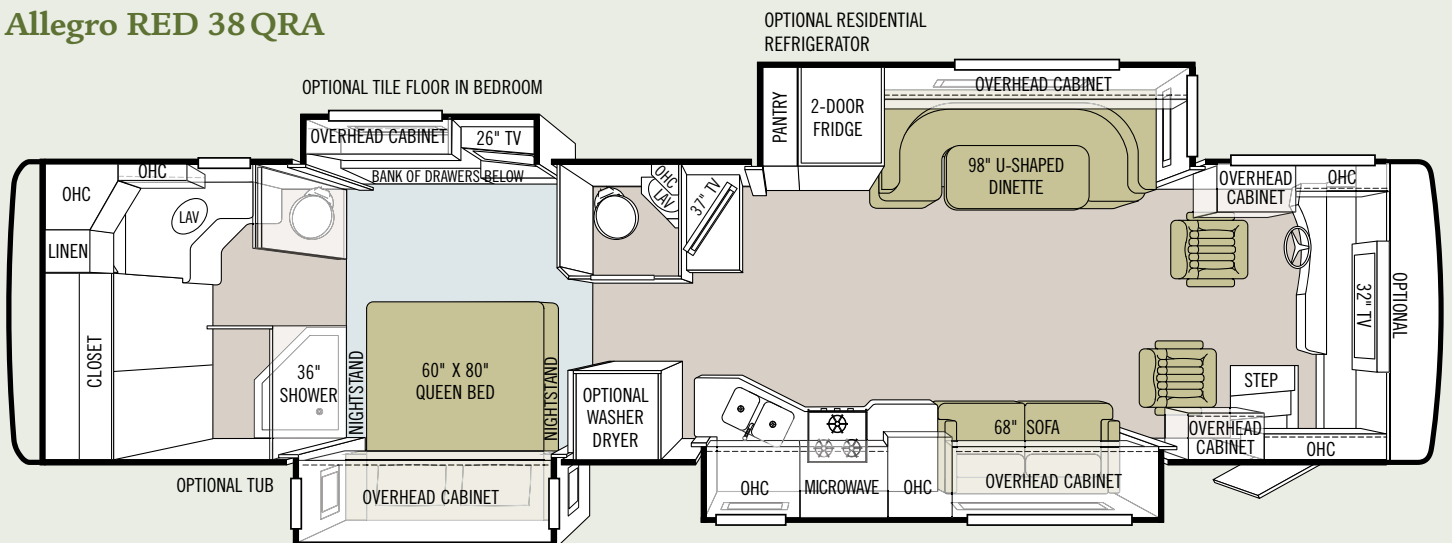 Allegro RED 38 QRA
OPTIONAL RESIDENTIAL
REFRIGERATOR
OPTIONAL TILE FLOOR IN BEDROOM
OVERHEAD CABINET
26" TV
BANK OF DRAWERS BELOW
PANTRY
2-DOOR
FRIDGE
OVERHEAD CABINET
98" U-SHAPED
DINETTE
OHC
OHC
LAV
LINEN
CLOSET
OHC
LAV
37" TV
OVERHEAD
CABINET
OHC
32" TV
OPTIONAL
36"
SHOWER
NIGHTSTAND
60" X 80"
QUEEN BED
NIGHTSTAND
OPTIONAL
WASHER
DRYER
68" SOFA
STEP
OVERHEAD
CABINET
OHC
OPTIONAL TUB
OVERHEAD CABINET
OHC
MICROWAVE
OHC
OVERHEAD CABINET